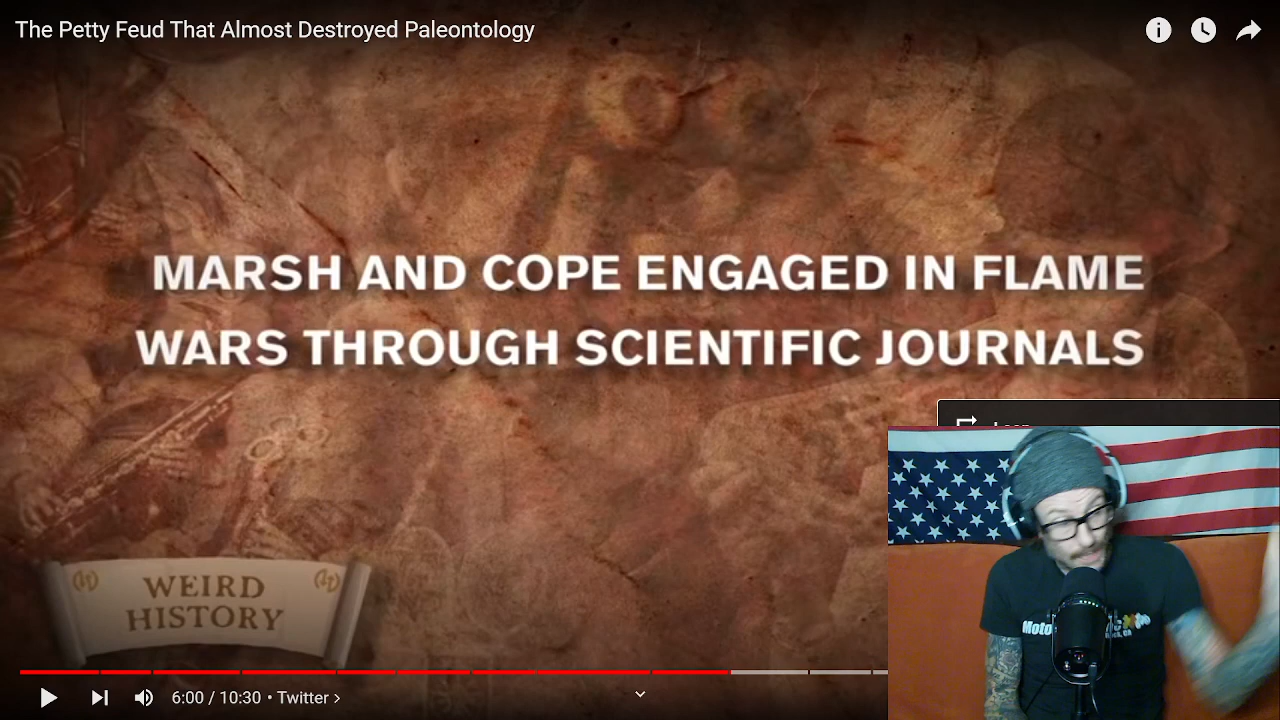 The Petty Feud That Almost Destroyed Paleontology
MARSH AND COPE ENGAGED IN FLAME
WARS THROUGH SCIENTIFIC JOURNALS
WEIRD
HISTORY
6:00 / 10:30 • Twitter ›